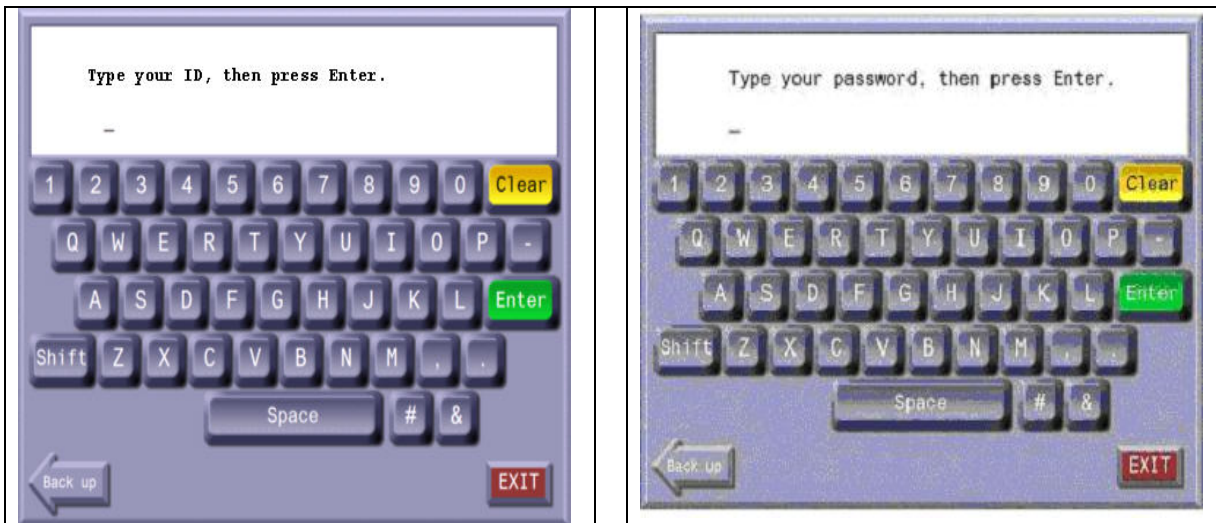 Type your ID, then press Enter.
_
1 2 3 4 5 6 7 8 9 0 Clear
Q W E R T Y U I O P -
A S D F G H J K L Enter
Shift Z X C V B N M , .
Space # &
Back up EXIT
Type your password, then press Enter.
_
1 2 3 4 5 6 7 8 9 0 Clear
Q W E R T Y U I O P -
A S D F G H J K L Enter
Shift Z X C V B N M , .
Space # &
Back up EXIT